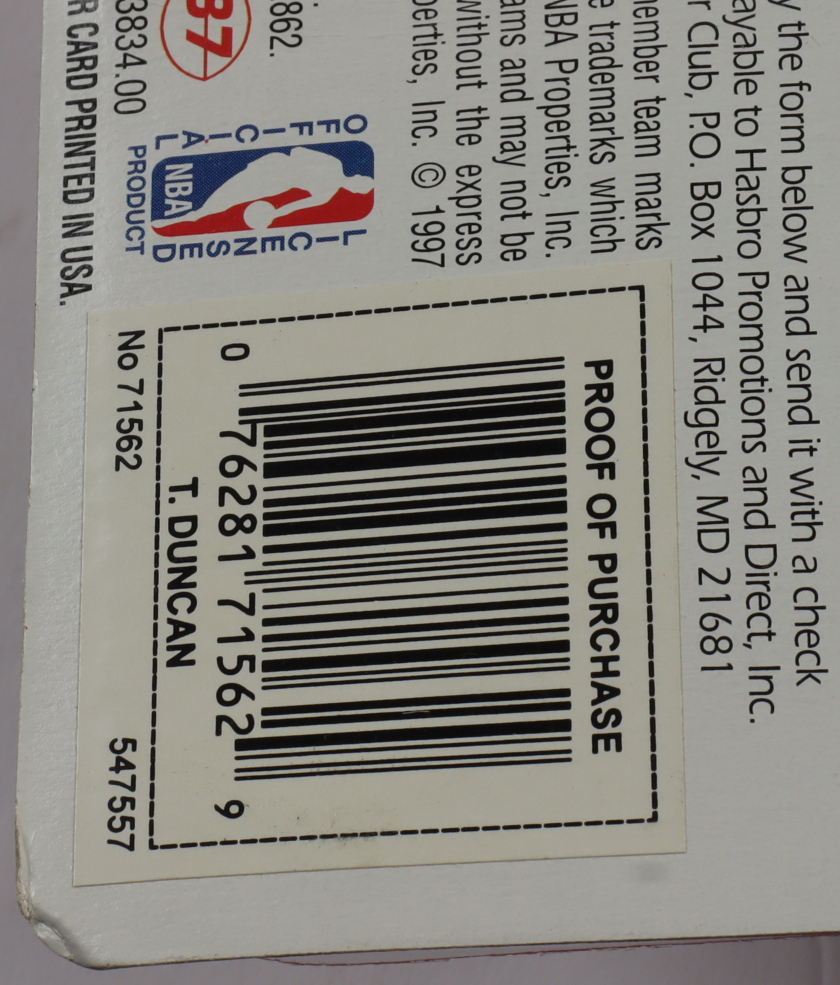 y the form below and send it with a check
ayable to Hasbro Promotions and Direct, Inc.
r Club, P.O. Box 1044, Ridgely, MD 21681
member team marks
e trademarks which
NBA Properties, Inc.
ams and may not be
without the express
perties, Inc. © 1997
862.
37
3834.00
R CARD PRINTED IN USA.
OFFICIAL
LICENSED
NBA
PRODUCT
PROOF OF PURCHASE
0 76281 71562 9
T. DUNCAN
No 71562 547557